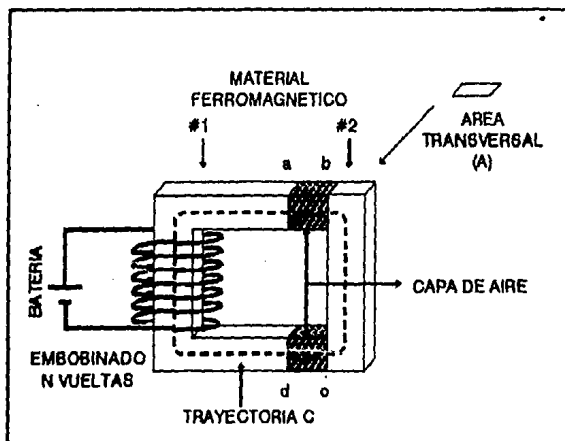 MATERIAL
FERROMAGNETICO
#1
#2
AREA
TRANSVERSAL
(A)
a
b
BATERIA
CAPA DE AIRE
EMBOBINADO
N VUELTAS
d
c
TRAYECTORIA C